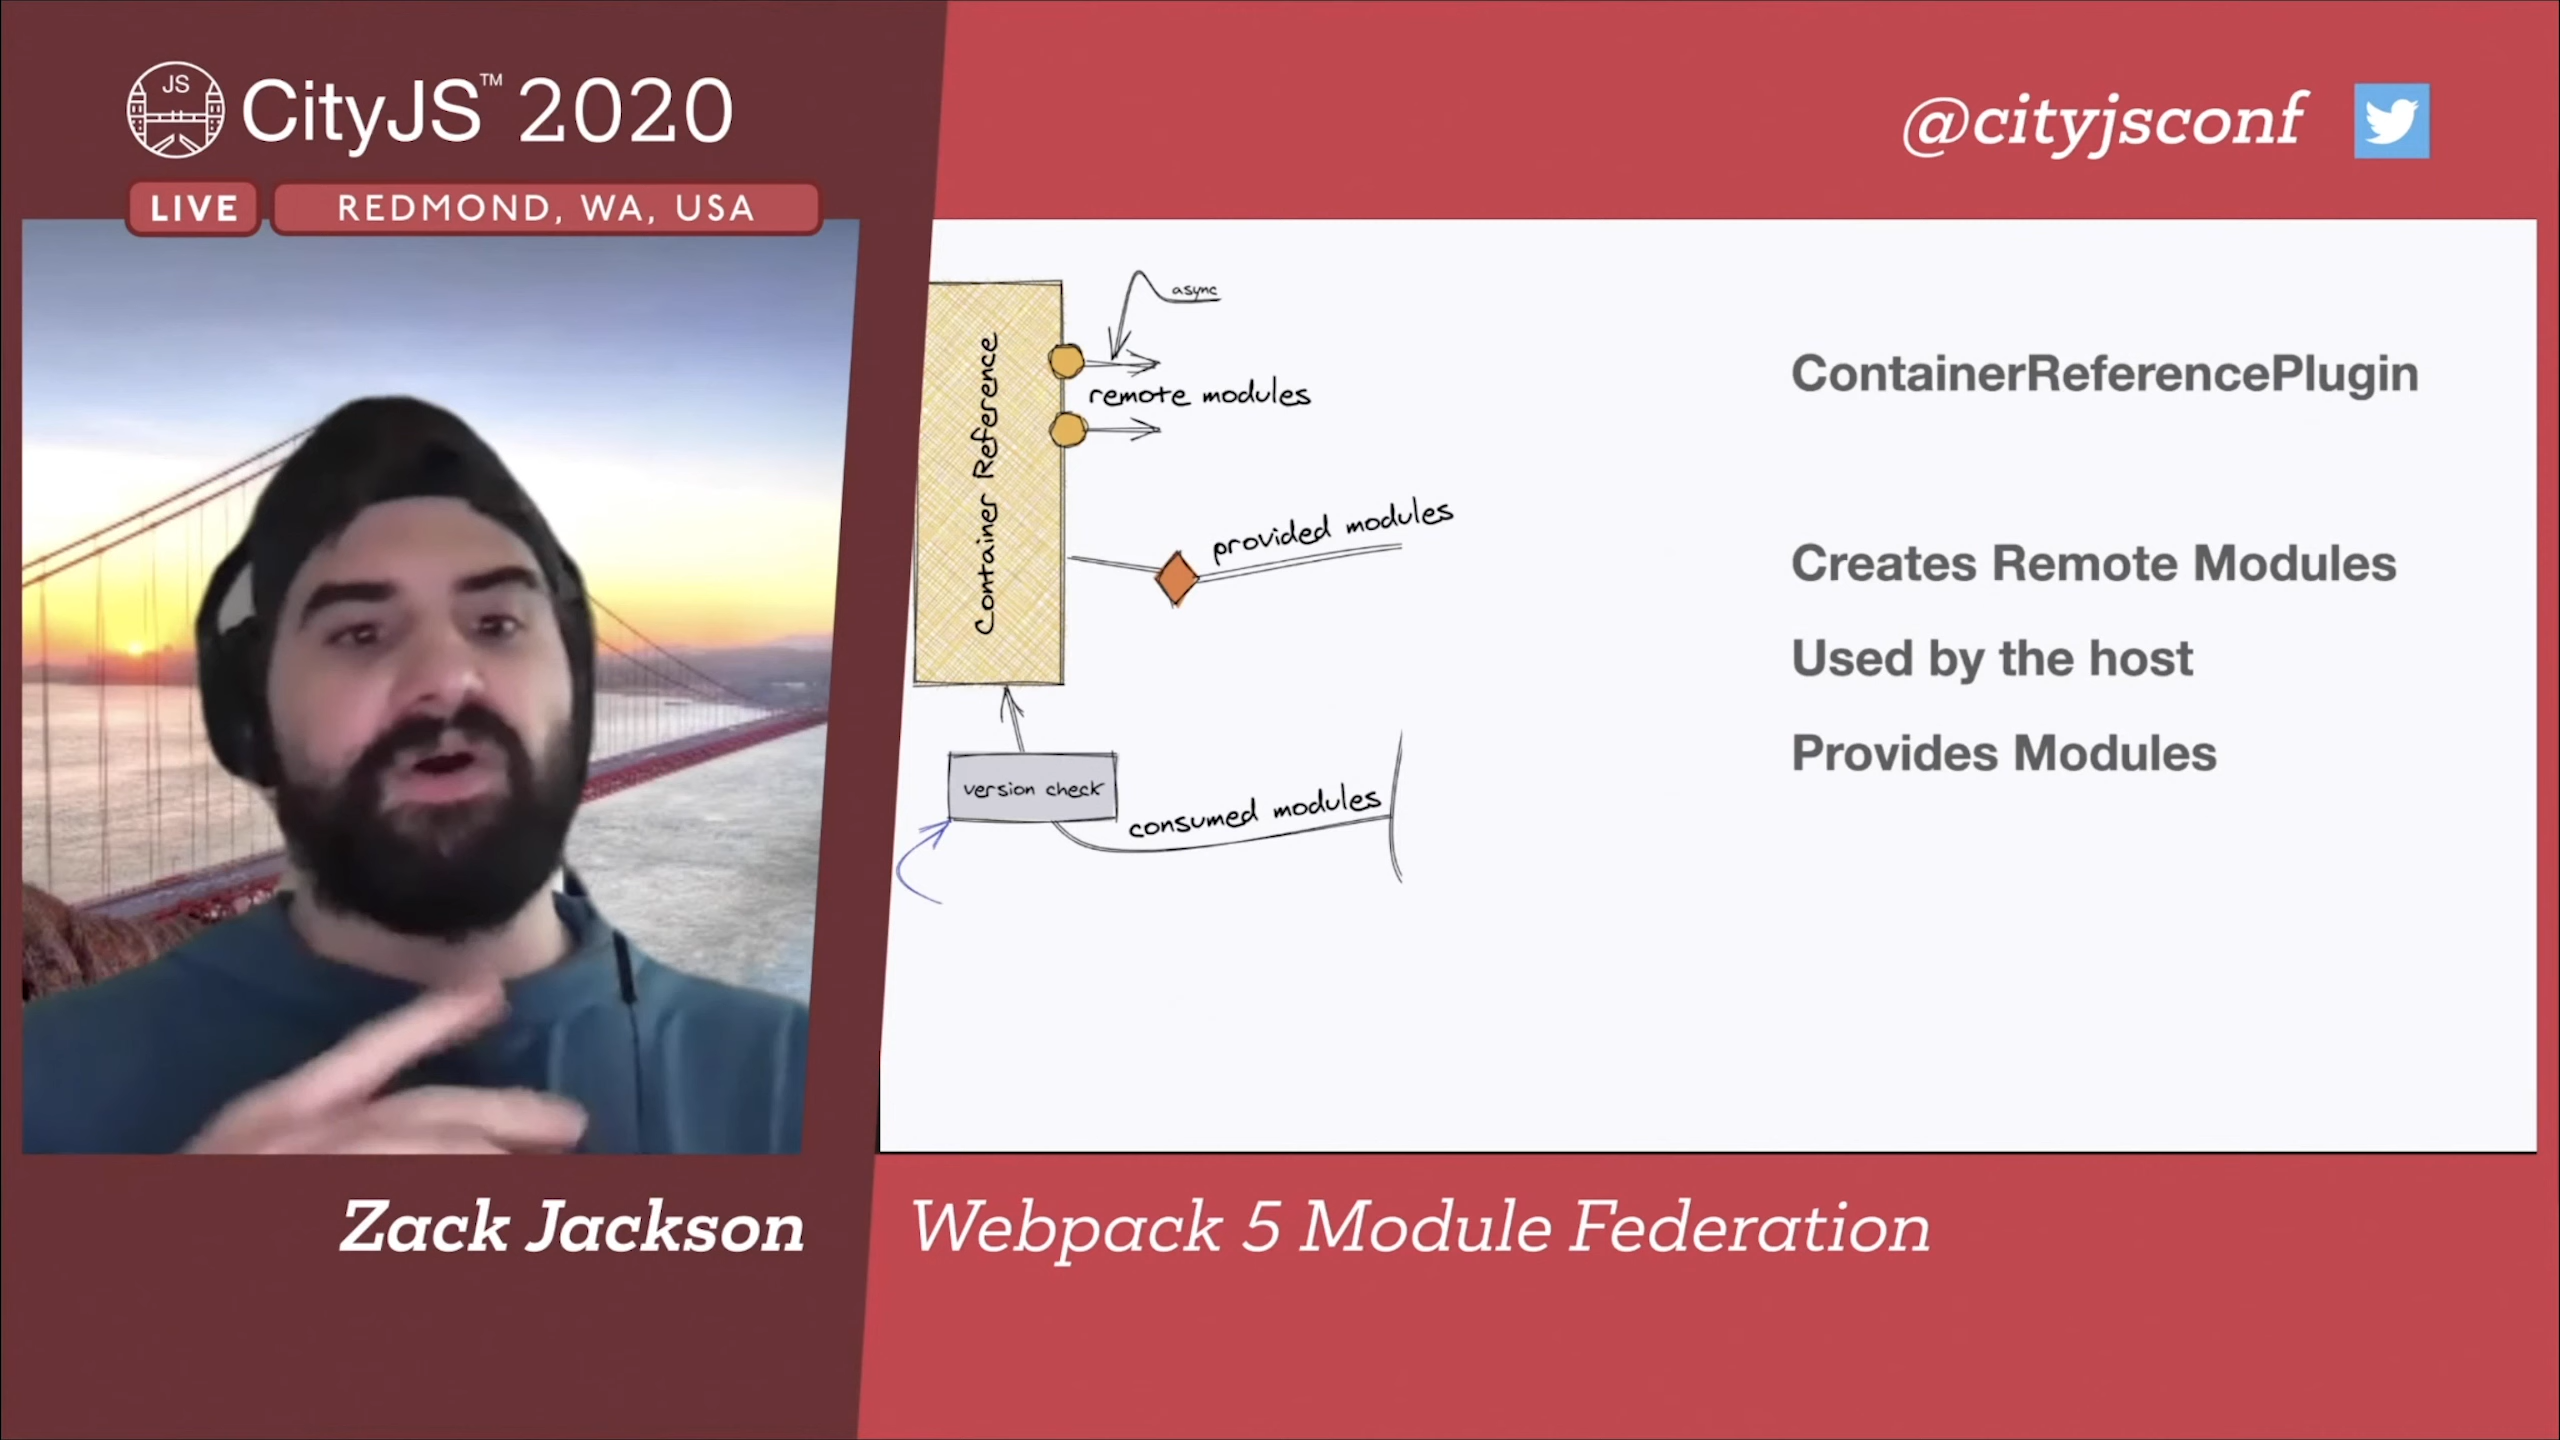 JS
CityJS™ 2020
LIVE
REDMOND, WA, USA
@cityjsconf
async
remote modules
Container Reference
provided modules
version check
consumed modules
ContainerReferencePlugin
Creates Remote Modules
Used by the host
Provides Modules
Zack Jackson
Webpack 5 Module Federation